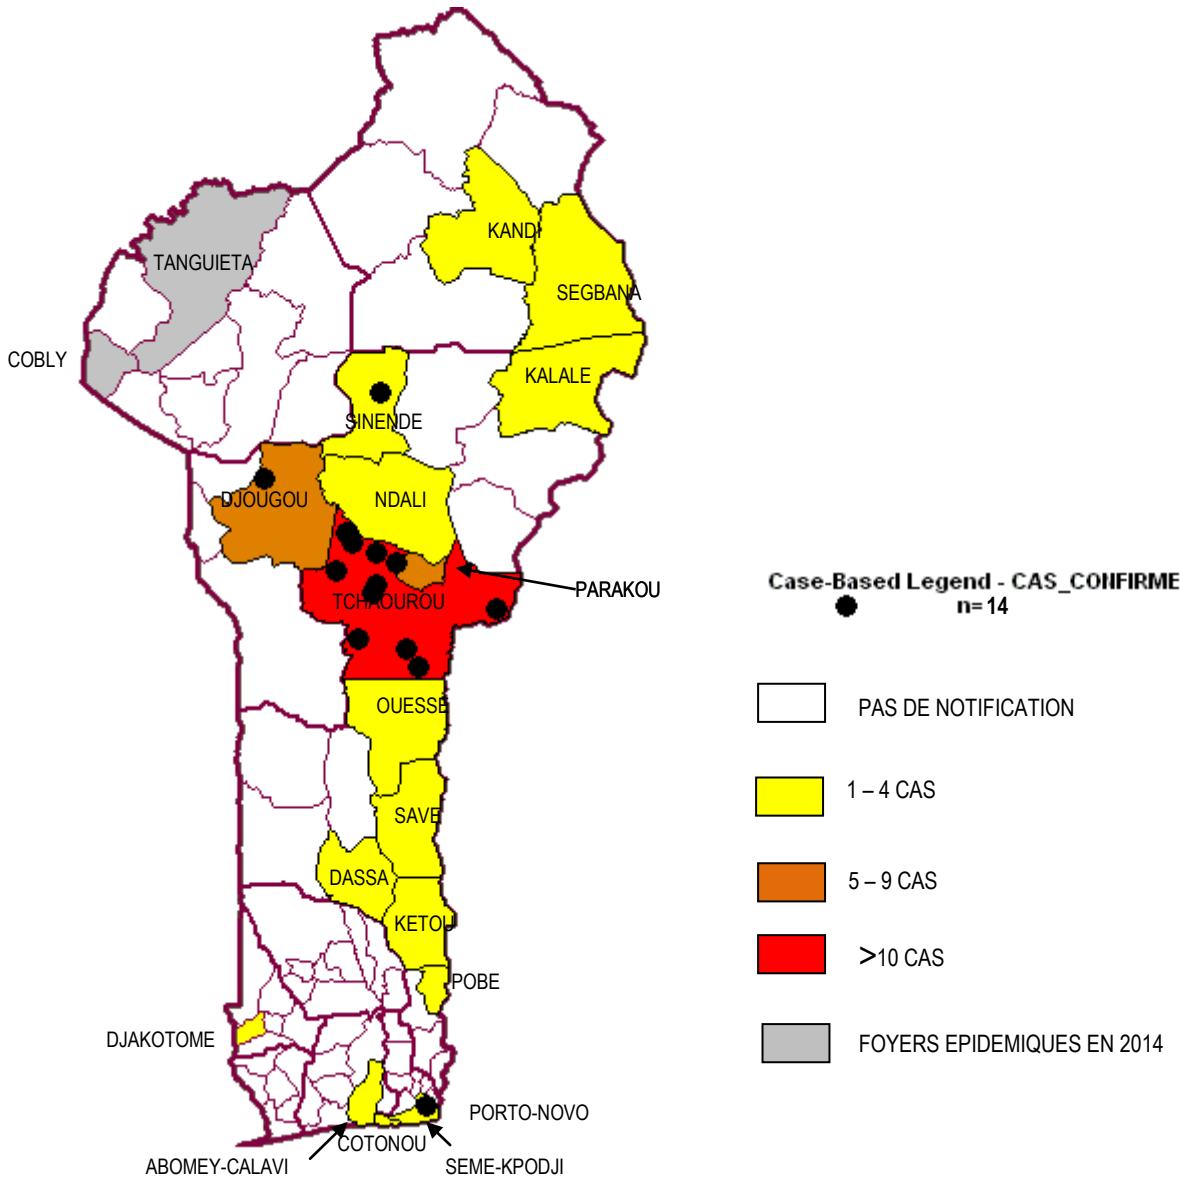 KANDI
TANGUIETA
SEGBANA
COBLY
KALALE
SINENDE
DJOUGOU
NDALI
PARAKOU
TCHAOUROU
OUESSE
SAVE
DASSA
KETOU
POBE
DJAKOTOME
PORTO-NOVO
COTONOU
ABOMEY-CALAVI
SEME-KPODJI
Case-Based Legend - CAS_CONFIRME
n= 14
PAS DE NOTIFICATION
1 – 4 CAS
5 – 9 CAS
>10 CAS
FOYERS EPIDEMIQUES EN 2014